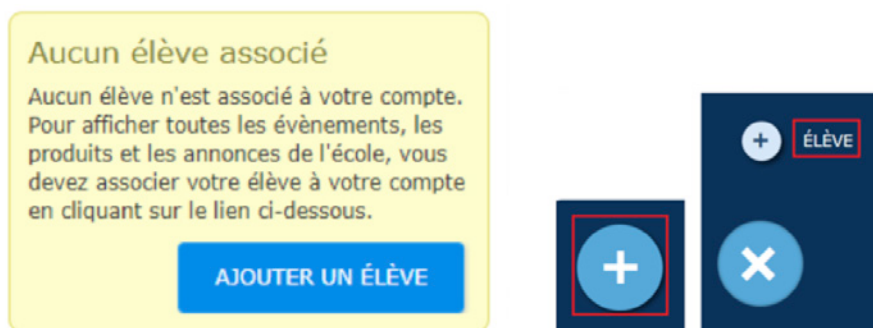 Aucun élève associé
Aucun élève n'est associé à votre compte.
Pour afficher toutes les évènements, les
produits et les annonces de l'école, vous
devez associer votre élève à votre compte
en cliquant sur le lien ci-dessous.
AJOUTER UN ÉLÈVE
ÉLÈVE